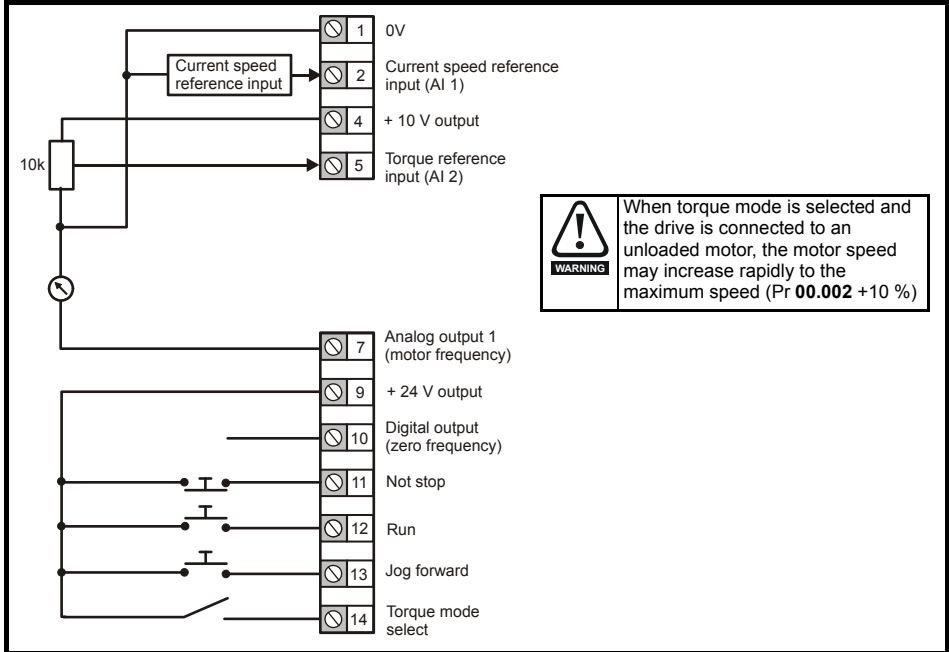 1 0V
Current speed
reference input
2 Current speed reference
input (AI 1)
4 + 10 V output
10k
5 Torque reference
input (AI 2)
WARNING
When torque mode is selected and
the drive is connected to an
unloaded motor, the motor speed
may increase rapidly to the
maximum speed (Pr 00.002 +10 %)
7 Analog output 1
(motor frequency)
9 + 24 V output
10 Digital output
(zero frequency)
11 Not stop
12 Run
13 Jog forward
14 Torque mode
select